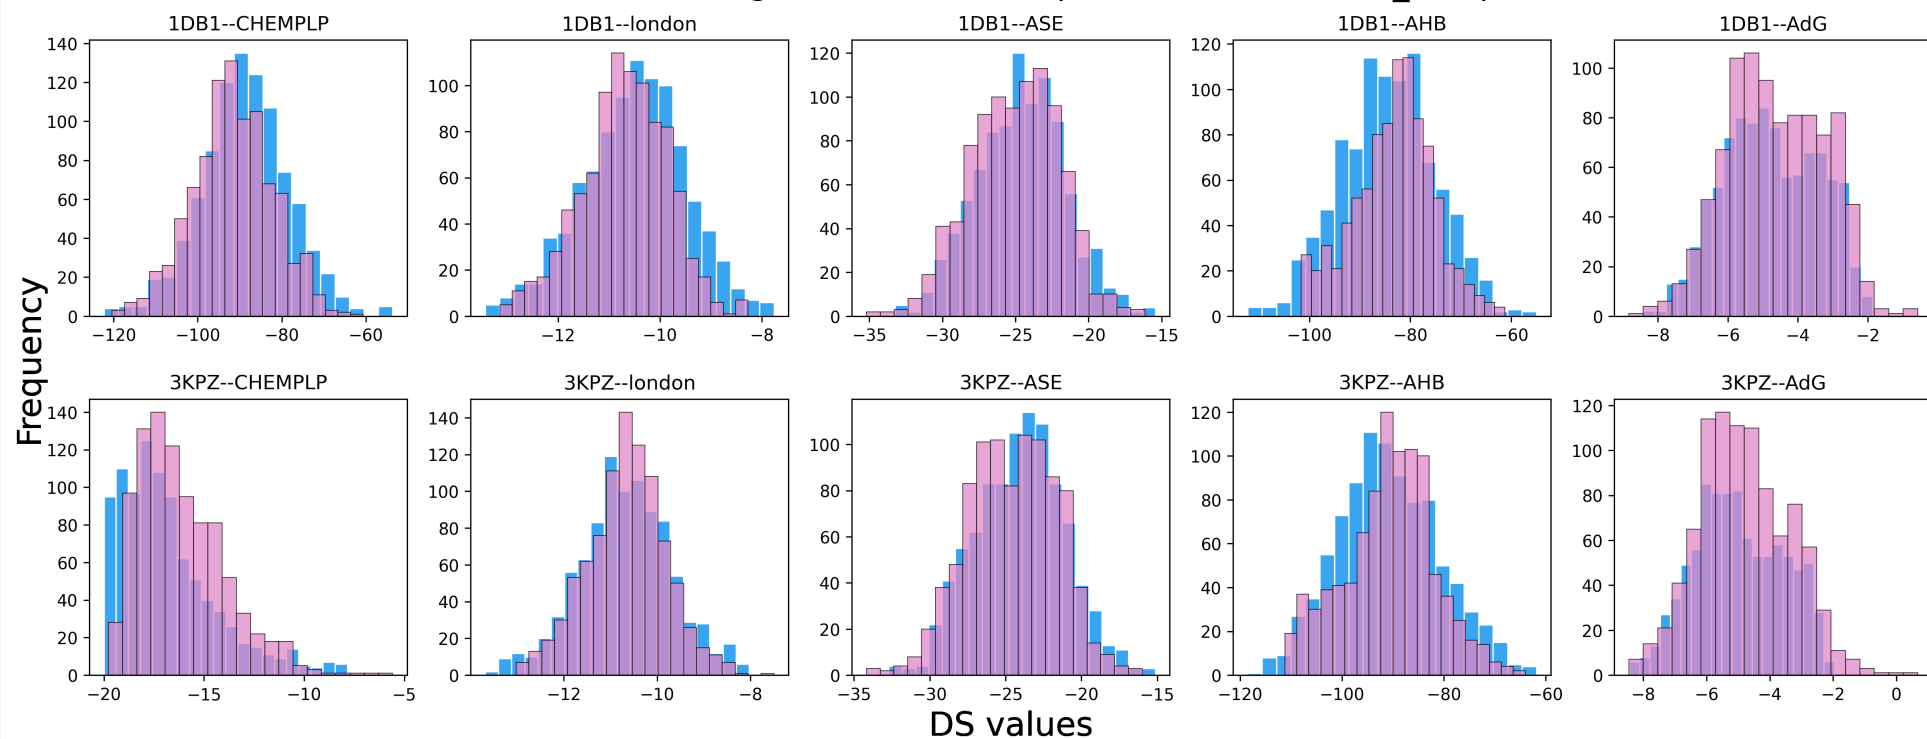 1DB1--CHEMPLP 1DB1--london 1DB1--ASE 1DB1--AHB 1DB1--AdG
140 120 100 80 60 40 20 0
−120 −100 −80 −60
100 80 60 40 20 0
−12 −10 −8
120 100 80 60 40 20 0
−35 −30 −25 −20 −15
120 100 80 60 40 20 0
−100 −80 −60
100 80 60 40 20 0
−8 −6 −4 −2
Frequency
3KPZ--CHEMPLP 3KPZ--london 3KPZ--ASE 3KPZ--AHB 3KPZ--AdG
140 120 100 80 60 40 20 0
−20 −15 −10 −5
140 120 100 80 60 40 20 0
−12 −10 −8
100 80 60 40 20 0
−35 −30 −25 −20 −15
120 100 80 60 40 20 0
−120 −100 −80 −60
120 100 80 60 40 20 0
−8 −6 −4 −2 0
DS values